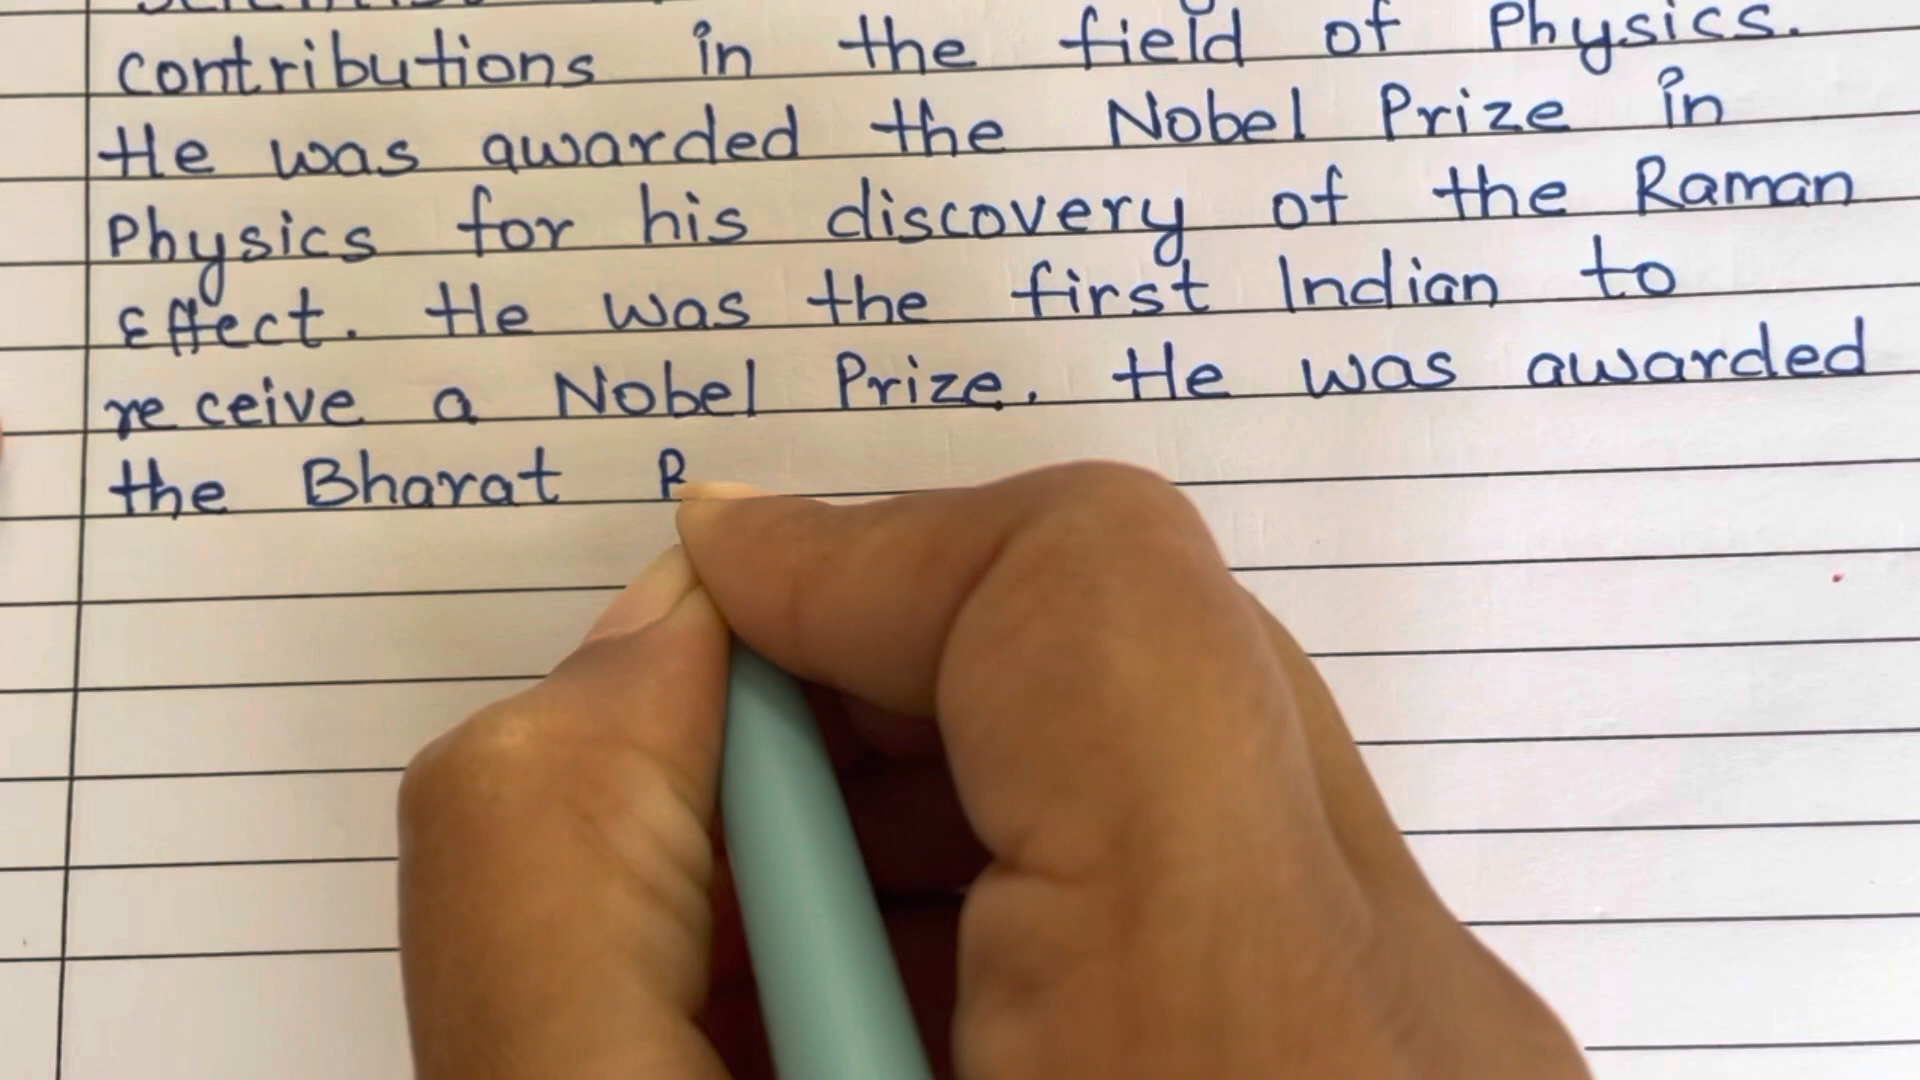 contributions in the field of Physics.
He was awarded the Nobel Prize in
Physics for his discovery of the Raman
Effect. He was the first Indian to
receive a Nobel Prize. He was awarded
the Bharat R